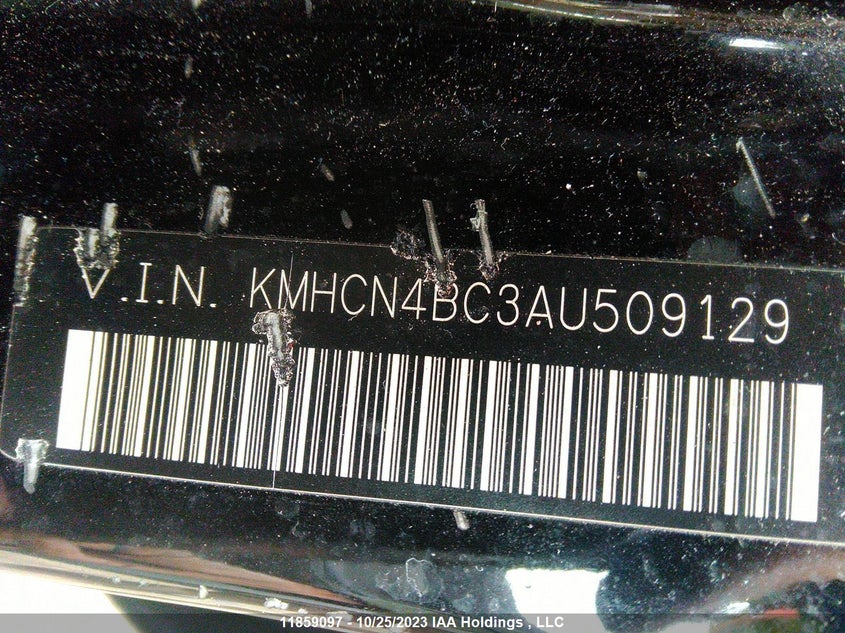 V.I.N. KMHCN4BC3AU509129
11859097 - 10/25/2023 IAA Holdings , LLC